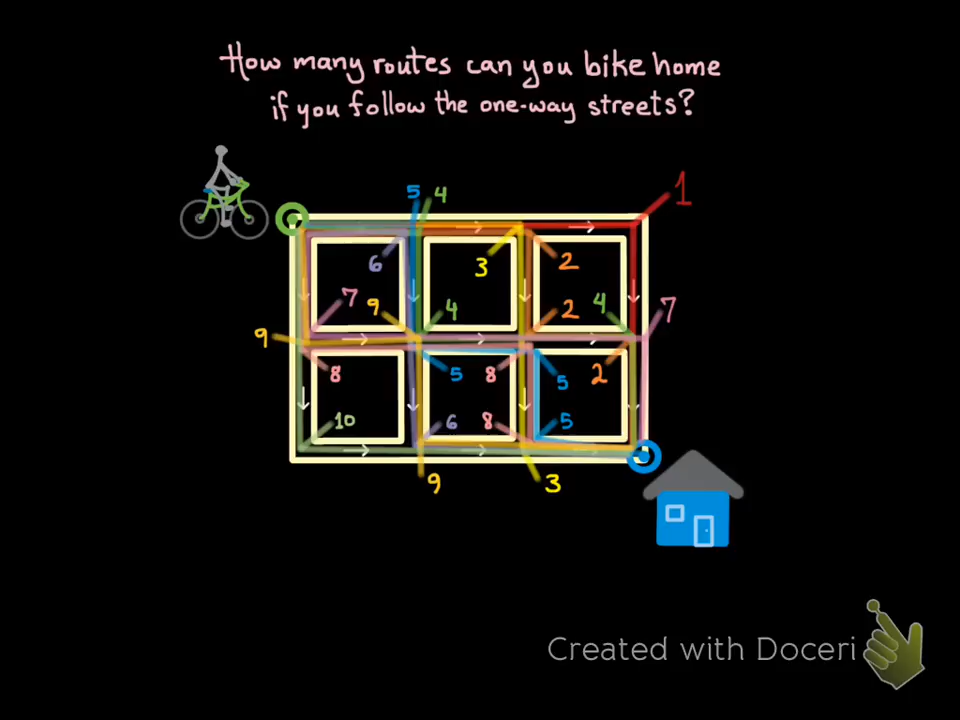 How many routes can you bike home
if you follow the one-way streets?
5 4 1
6 3 2
7 9 4 2 4 7
9
8 5 8 5 2
10 6 8 5
9 3
Created with Doceri